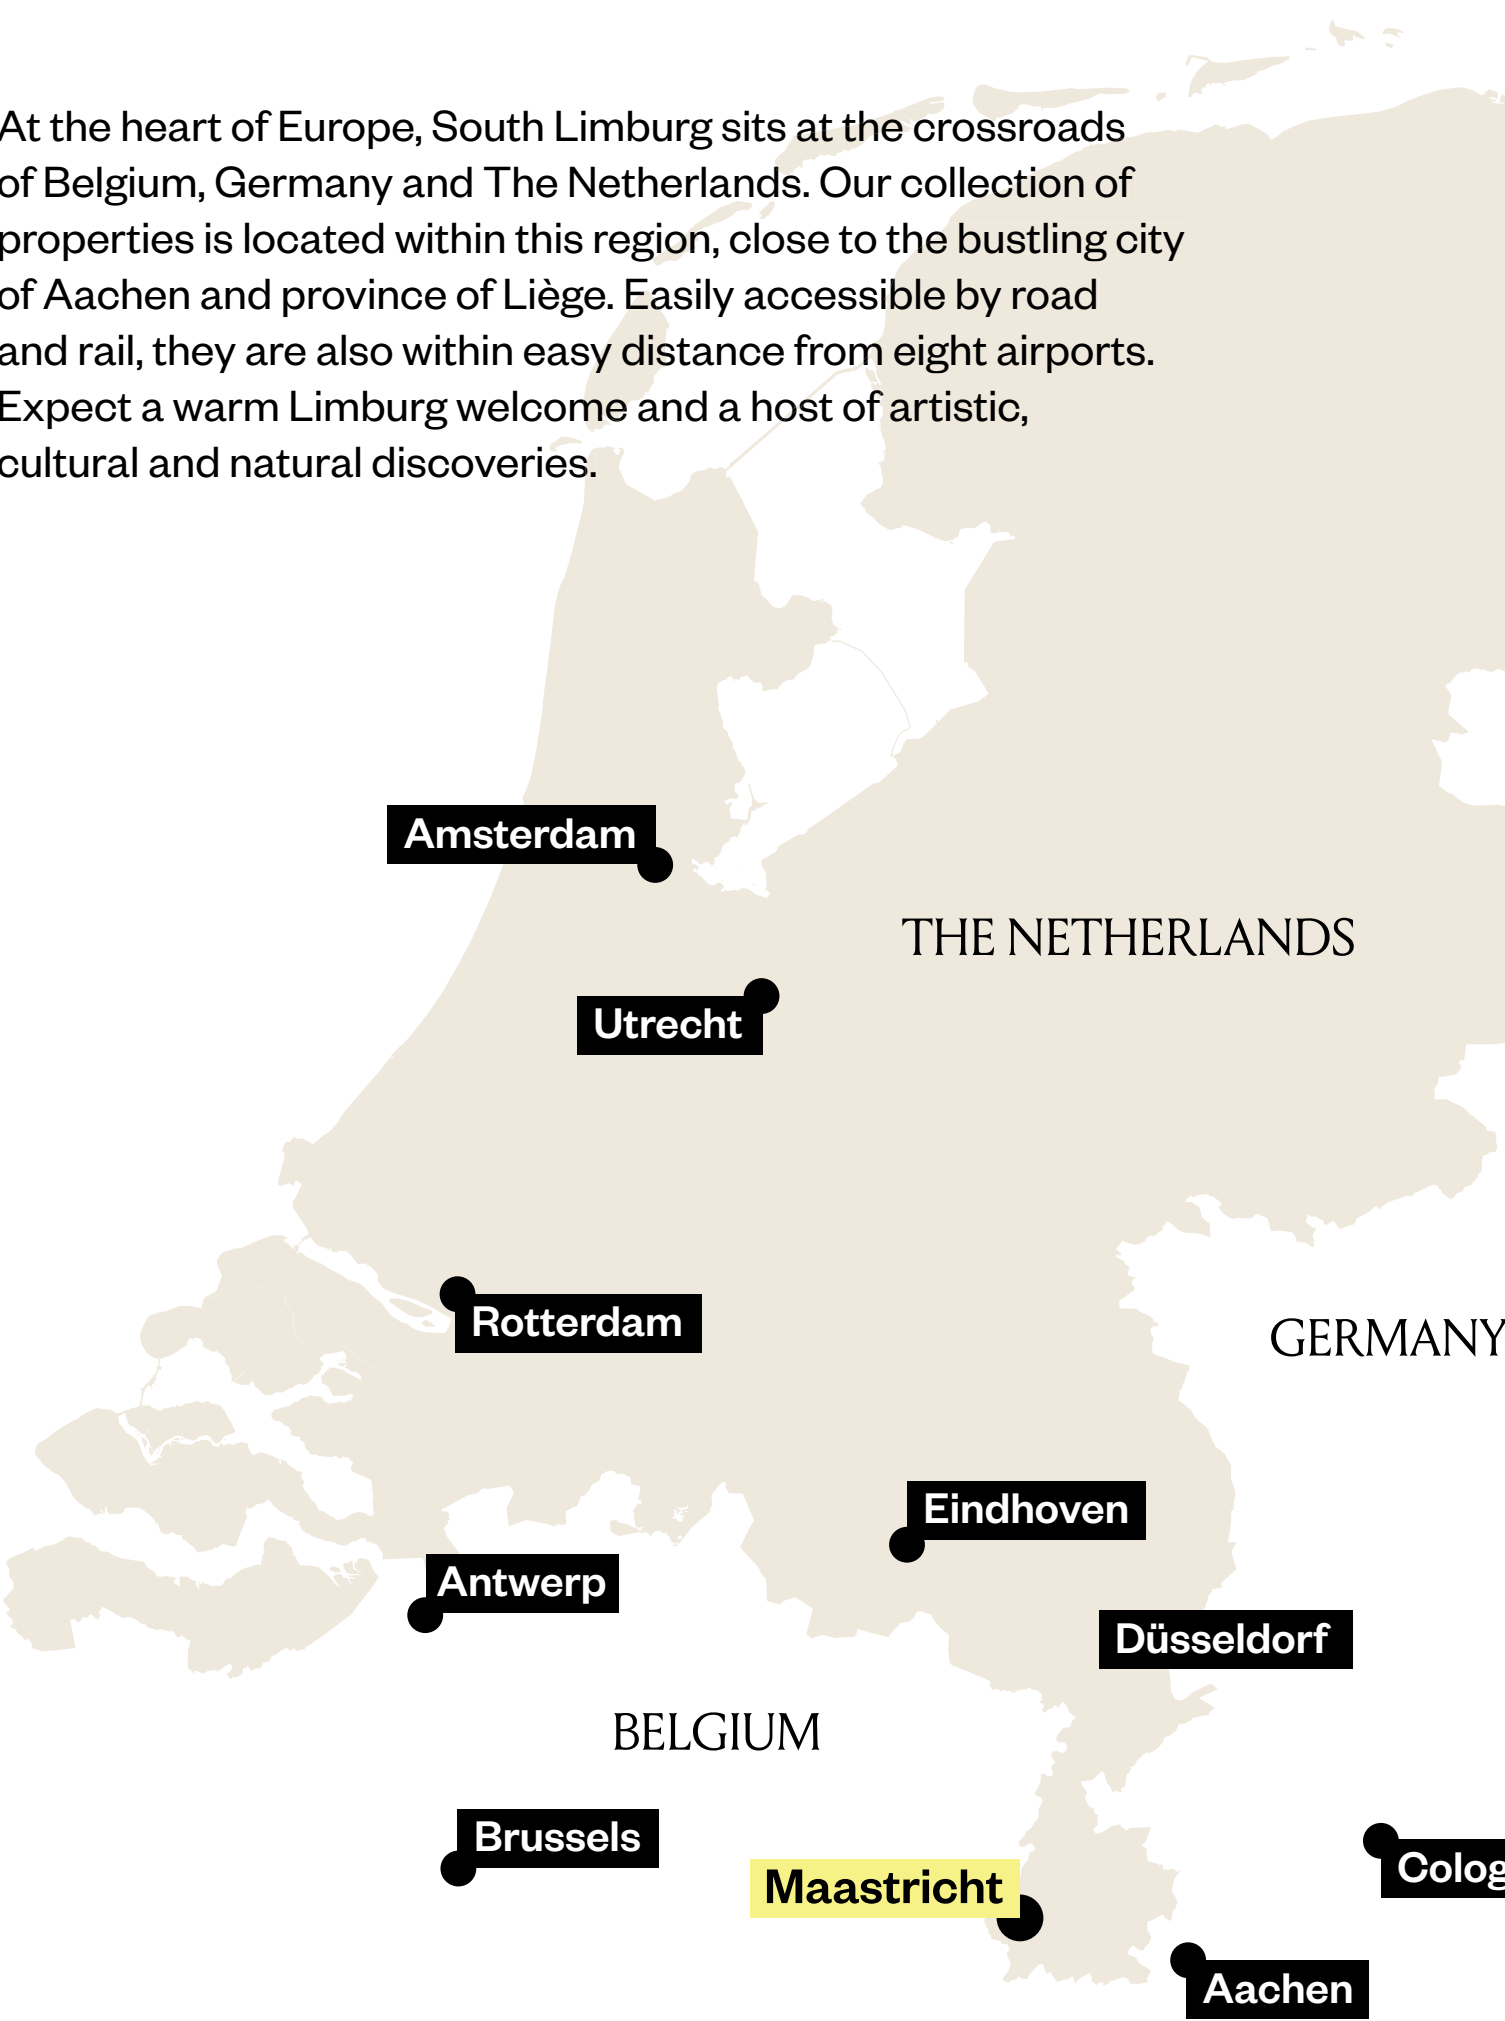 At the heart of Europe, South Limburg sits at the crossroads
of Belgium, Germany and The Netherlands. Our collection of
properties is located within this region, close to the bustling city
of Aachen and province of Liège. Easily accessible by road
and rail, they are also within easy distance from eight airports.
Expect a warm Limburg welcome and a host of artistic,
cultural and natural discoveries.
Amsterdam
THE NETHERLANDS
Utrecht
Rotterdam
GERMANY
Eindhoven
Antwerp
Düsseldorf
BELGIUM
Brussels
Maastricht
Colog
Aachen